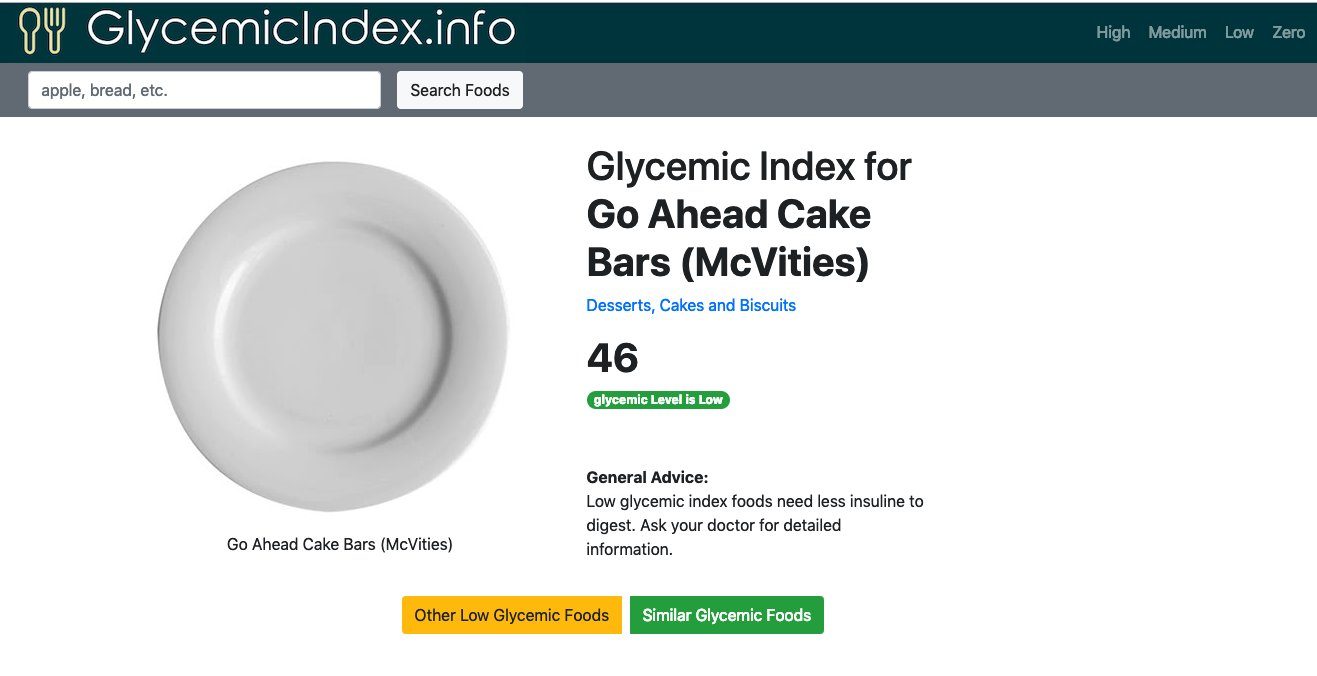 GlycemicIndex.info
High Medium Low Zero
apple, bread, etc.
Search Foods
Glycemic Index for
Go Ahead Cake
Bars (McVities)
Desserts, Cakes and Biscuits
46
glycemic Level is Low
General Advice:
Low glycemic index foods need less insuline to
digest. Ask your doctor for detailed
information.
Go Ahead Cake Bars (McVities)
Other Low Glycemic Foods
Similar Glycemic Foods